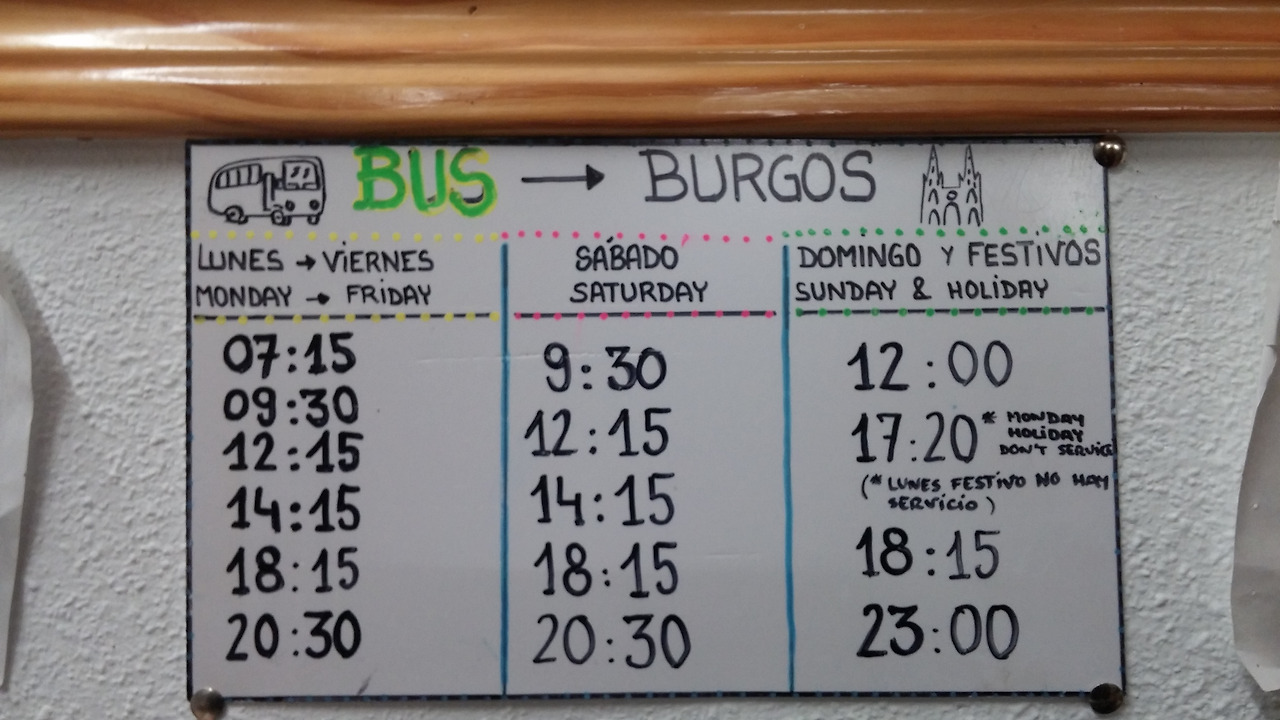 BUS → BURGOS
LUNES → VIERNES
MONDAY → FRIDAY
07:15
09:30
12:15
14:15
18:15
20:30
SÁBADO
SATURDAY
9:30
12:15
14:15
18:15
20:30
DOMINGO Y FESTIVOS
SUNDAY & HOLIDAY
12:00
17:20 * MONDAY
HOLIDAY
DON'T SERVICE
(* LUNES FESTIVO NO HAY
SERVICIO)
18:15
23:00